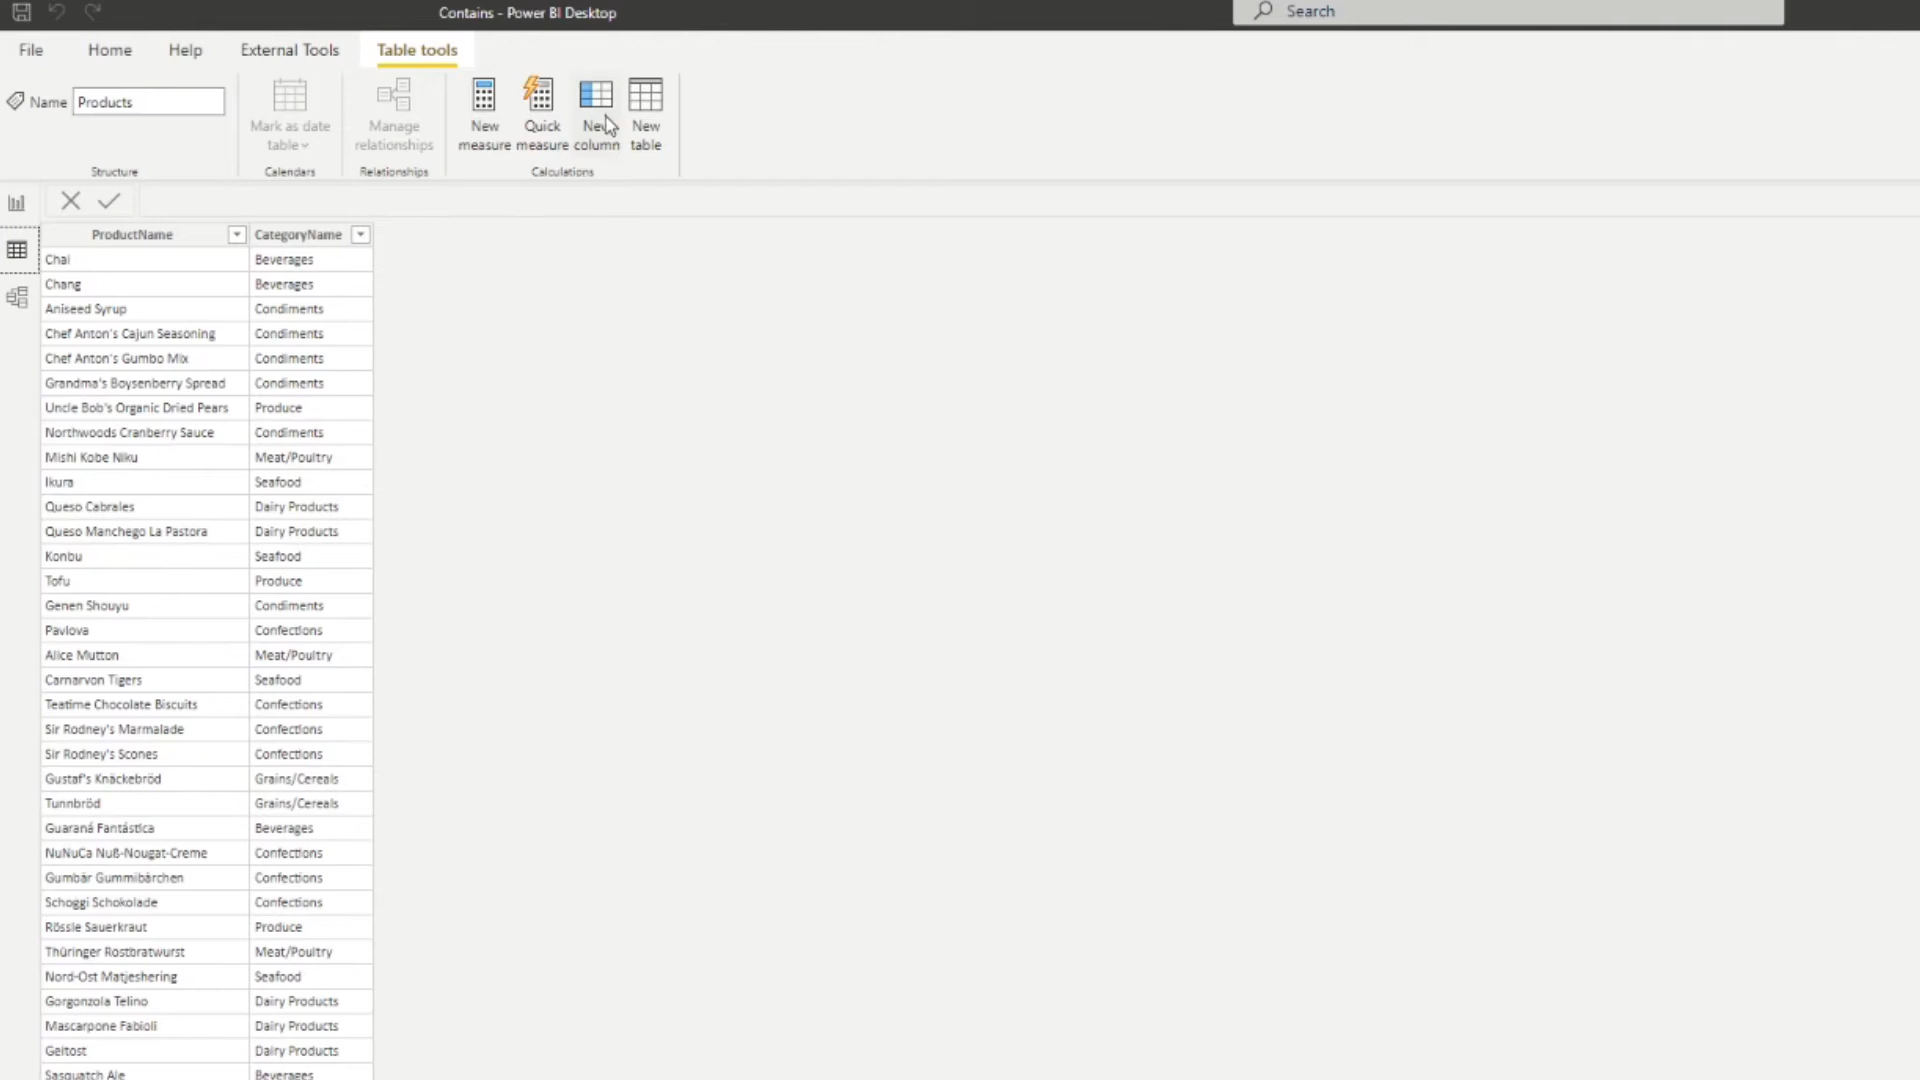 Contains - Power BI Desktop
Search
File Home Help External Tools Table tools
Name Products
Mark as date table
Manage relationships
New measure
Quick measure
New column
New table
Structure Calendars Relationships Calculations
ProductName CategoryName
Chai Beverages
Chang Beverages
Aniseed Syrup Condiments
Chef Anton's Cajun Seasoning Condiments
Chef Anton's Gumbo Mix Condiments
Grandma's Boysenberry Spread Condiments
Uncle Bob's Organic Dried Pears Produce
Northwoods Cranberry Sauce Condiments
Mishi Kobe Niku Meat/Poultry
Ikura Seafood
Queso Cabrales Dairy Products
Queso Manchego La Pastora Dairy Products
Konbu Seafood
Tofu Produce
Genen Shouyu Condiments
Pavlova Confections
Alice Mutton Meat/Poultry
Carnarvon Tigers Seafood
Teatime Chocolate Biscuits Confections
Sir Rodney's Marmalade Confections
Sir Rodney's Scones Confections
Gustaf's Knäckebröd Grains/Cereals
Tunnbröd Grains/Cereals
Guaraná Fantástica Beverages
NuNuCa Nuß-Nougat-Creme Confections
Gumbär Gummibärchen Confections
Schoggi Schokolade Confections
Rössle Sauerkraut Produce
Thüringer Rostbratwurst Meat/Poultry
Nord-Ost Matjeshering Seafood
Gorgonzola Telino Dairy Products
Mascarpone Fabioli Dairy Products
Geitost Dairy Products
Sasquatch Ale Beverages